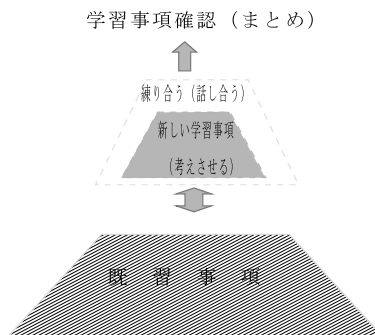 学習事項確認（まとめ）
練り合う（話し合う）
新しい学習事項
（考えさせる）
既習事項